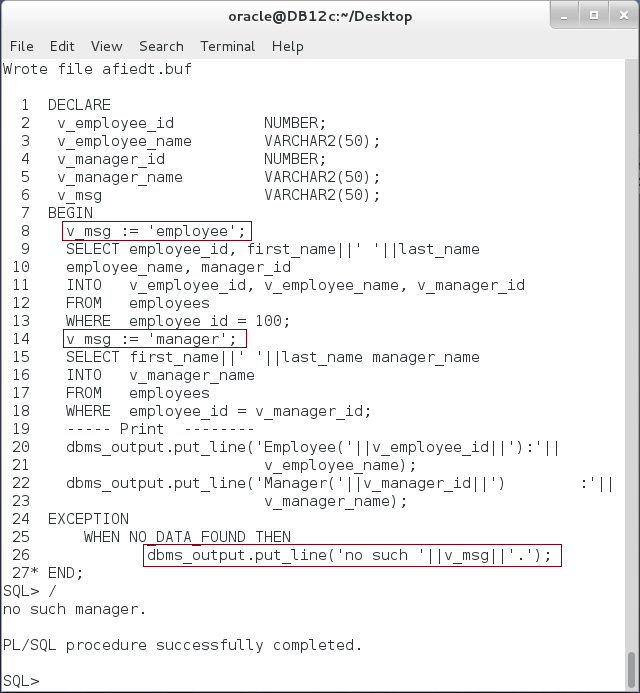 oracle@DB12c:~/Desktop
File Edit View Search Terminal Help
Wrote file afiedt.buf
1 DECLARE
2 v_employee_id NUMBER;
3 v_employee_name VARCHAR2(50);
4 v_manager_id NUMBER;
5 v_manager_name VARCHAR2(50);
6 v_msg VARCHAR2(50);
7 BEGIN
8 v_msg := 'employee';
9 SELECT employee_id, first_name||' '||last_name
10 employee_name, manager_id
11 INTO v_employee_id, v_employee_name, v_manager_id
12 FROM employees
13 WHERE employee_id = 100;
14 v_msg := 'manager';
15 SELECT first_name||' '||last_name manager_name
16 INTO v_manager_name
17 FROM employees
18 WHERE employee_id = v_manager_id;
19 ----- Print --------
20 dbms_output.put_line('Employee('||v_employee_id||'):'||
21 v_employee_name);
22 dbms_output.put_line('Manager('||v_manager_id||') :'||
23 v_manager_name);
24 EXCEPTION
25 WHEN NO_DATA_FOUND THEN
26 dbms_output.put_line('no such '||v_msg||'.');
27* END;
SQL> /
no such manager.
PL/SQL procedure successfully completed.
SQL>